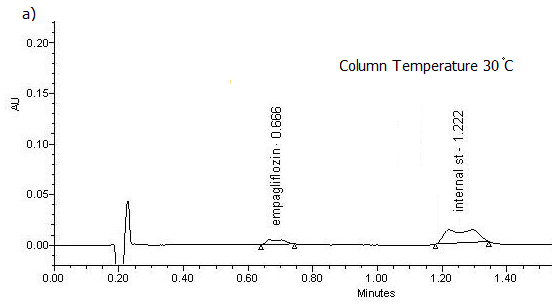 a)
Column Temperature 30°C
AU
0.20
0.15
0.10
0.05
0.00
empagliflozin - 0.666
internal st - 1.222
0.00 0.20 0.40 0.60 0.80 1.00 1.20 1.40
Minutes